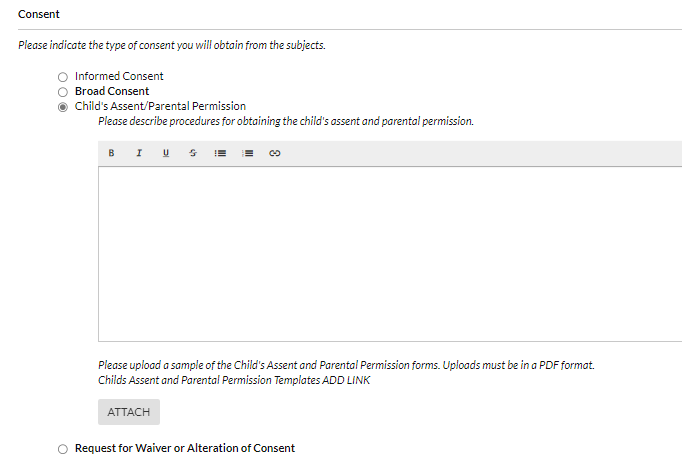 Consent
Please indicate the type of consent you will obtain from the subjects.
Informed Consent
Broad Consent
Child's Assent/Parental Permission
Please describe procedures for obtaining the child's assent and parental permission.
B I U S
Please upload a sample of the Child's Assent and Parental Permission forms. Uploads must be in a PDF format.
Childs Assent and Parental Permission Templates ADD LINK
ATTACH
Request for Waiver or Alteration of Consent